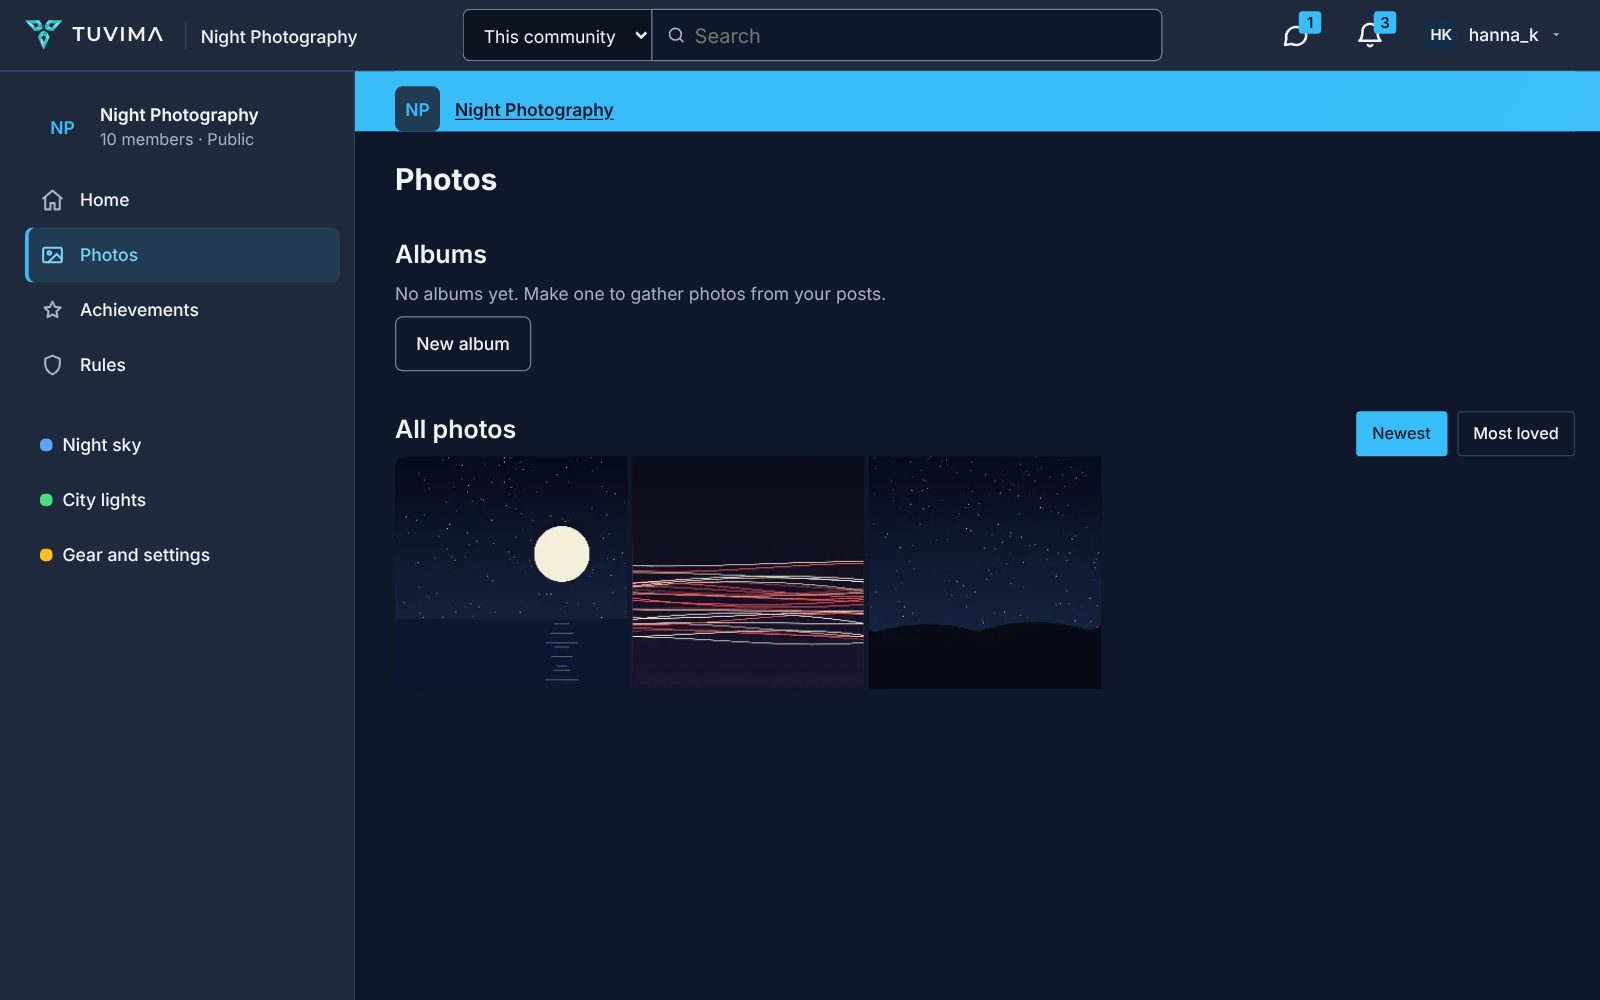 TUVIMA
Night Photography
This community
Search
1
3
HK
hanna_k
NP
Night Photography
10 members · Public
Home
Photos
Achievements
Rules
Night sky
City lights
Gear and settings
NP
Night Photography
Photos
Albums
No albums yet. Make one to gather photos from your posts.
New album
All photos
Newest
Most loved